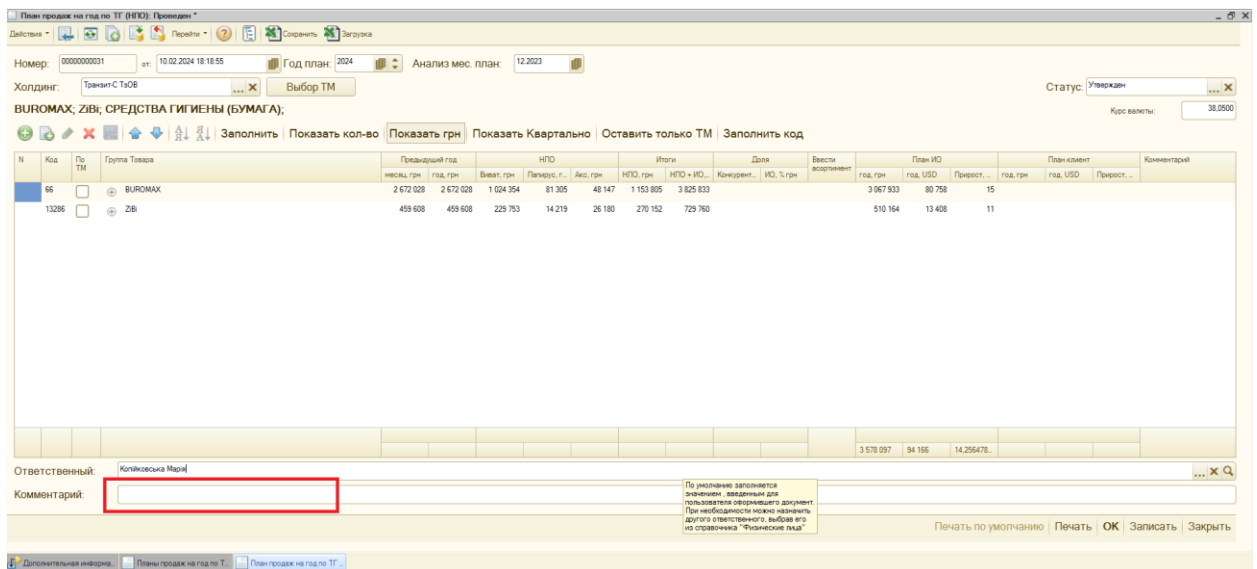 План продаж на год по ТГ (НПО): Проведен *
Действия Перейти Сохранить Загрузка
Номер: 00000000031 от: 10.02.2024 18:18:55 Год план: 2024 Анализ мес. план: 12.2023
Холдинг: Транзит-С ТзОВ ... X Выбор ТМ Статус: Утвержден ... X
BUROMAX; ZiBi; СРЕДСТВА ГИГИЕНЫ (БУМАГА); Курс валюты: 38,0500
Заполнить Показать кол-во Показать грн Показать Квартально Оставить только ТМ Заполнить код
N Код По ТМ Группа Товара Предыдущий год НПО Итоги Доля Ввести асортимент План ИО План клиент Комментарий
месяц, грн год, грн Виват, грн Папирус, г... Акс, грн НПО, грн НПО + ИО,... Конкурент... ИО, % грн год, грн год, USD Прирост, ... год, грн год, USD Прирост, ...
66 BUROMAX 2 672 028 2 672 028 1 024 354 81 305 48 147 1 153 805 3 825 833 3 067 933 80 758 15
13286 ZiBi 459 608 459 608 229 753 14 219 26 180 270 152 729 760 510 164 13 408 11
3 578 097 94 166 14,256478...
Ответственный: Копійковська Марія ... X
Комментарий:
По умолчанию заполняется
значением , введенным для
пользователя оформившего документ.
При необходимости можно назначить
другого ответственного, выбрав его
из справочника "Физические лица"
Печать по умолчанию Печать OK Записать Закрыть
Дополнительная информа... Планы продаж на год по Т... План продаж на год по ТГ ...